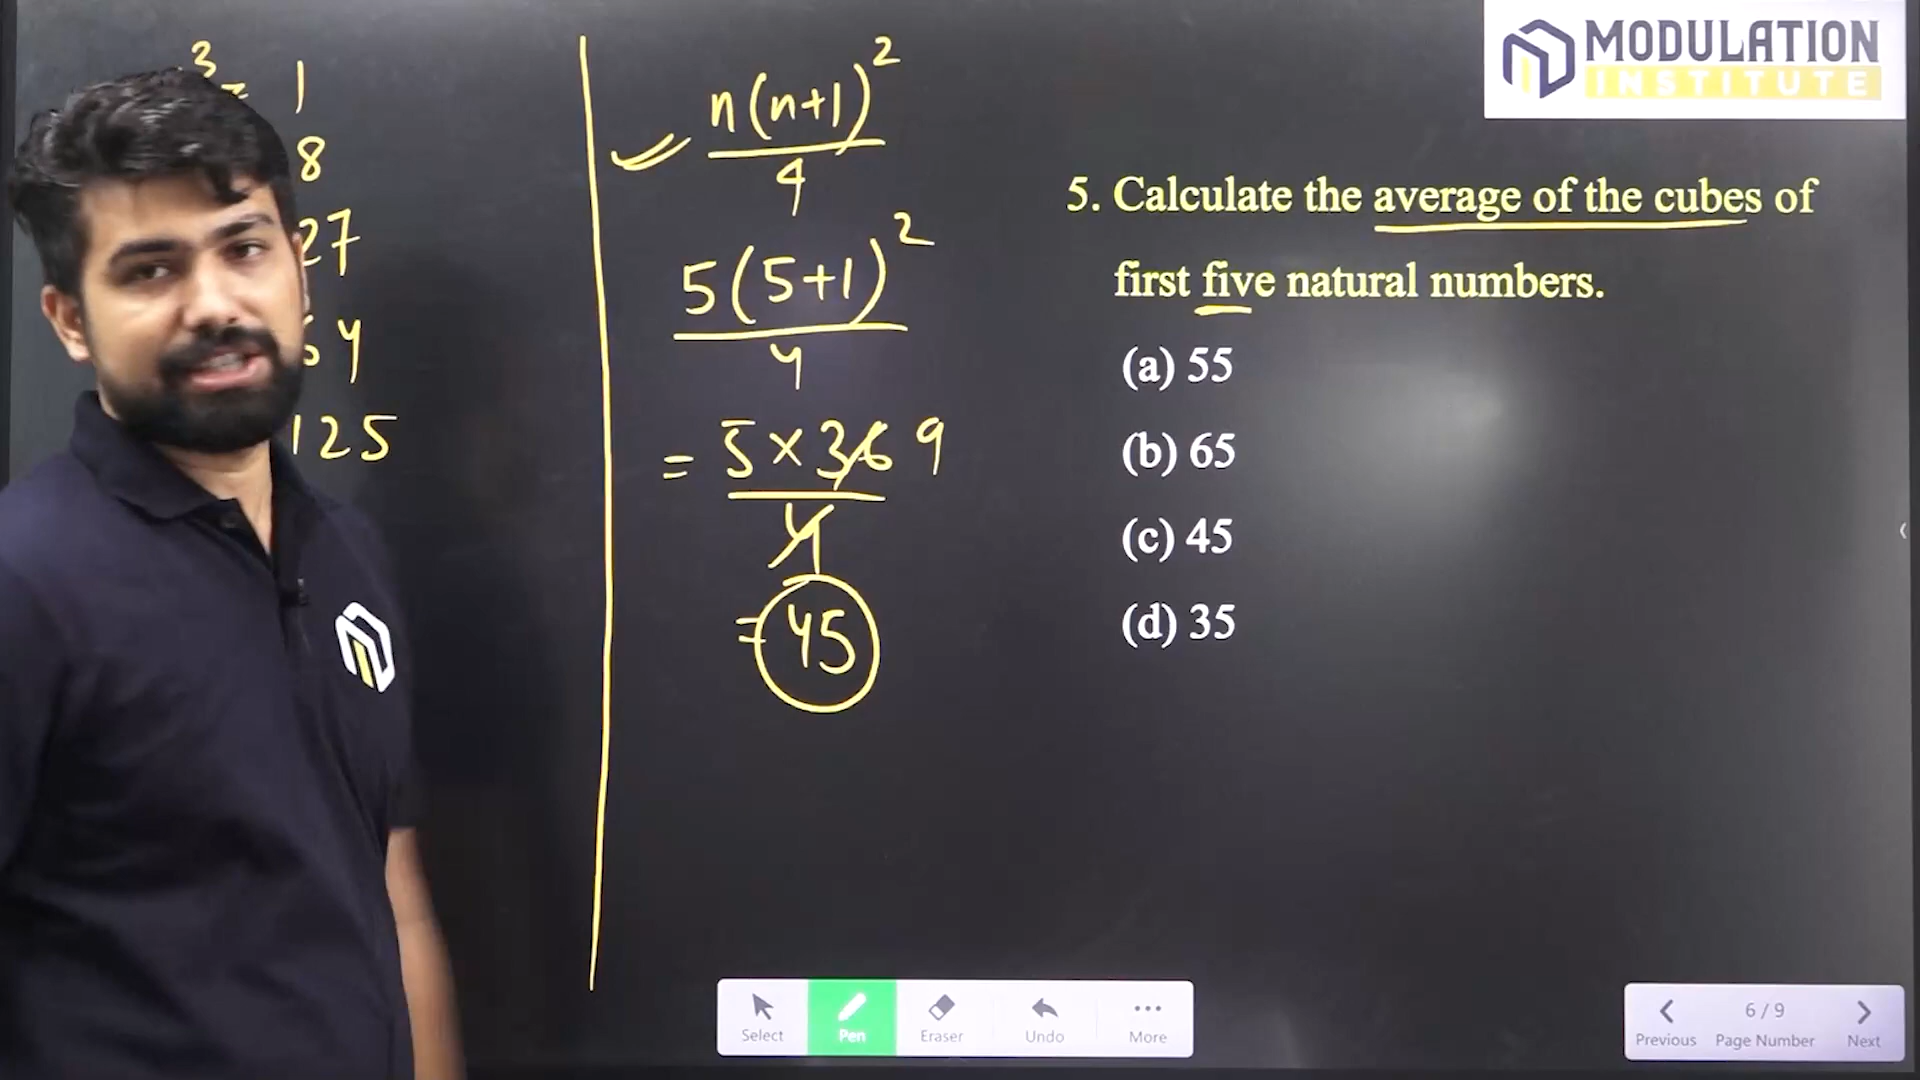 MODULATION
INSTITUTE
3 = 1
8
27
64
125
n(n+1)²
4
5(5+1)²
4
= 5×36 9
4
= 45
5. Calculate the average of the cubes of
first five natural numbers.
(a) 55
(b) 65
(c) 45
(d) 35
Select
Pen
Eraser
Undo
More
Previous
6 / 9
Page Number
Next